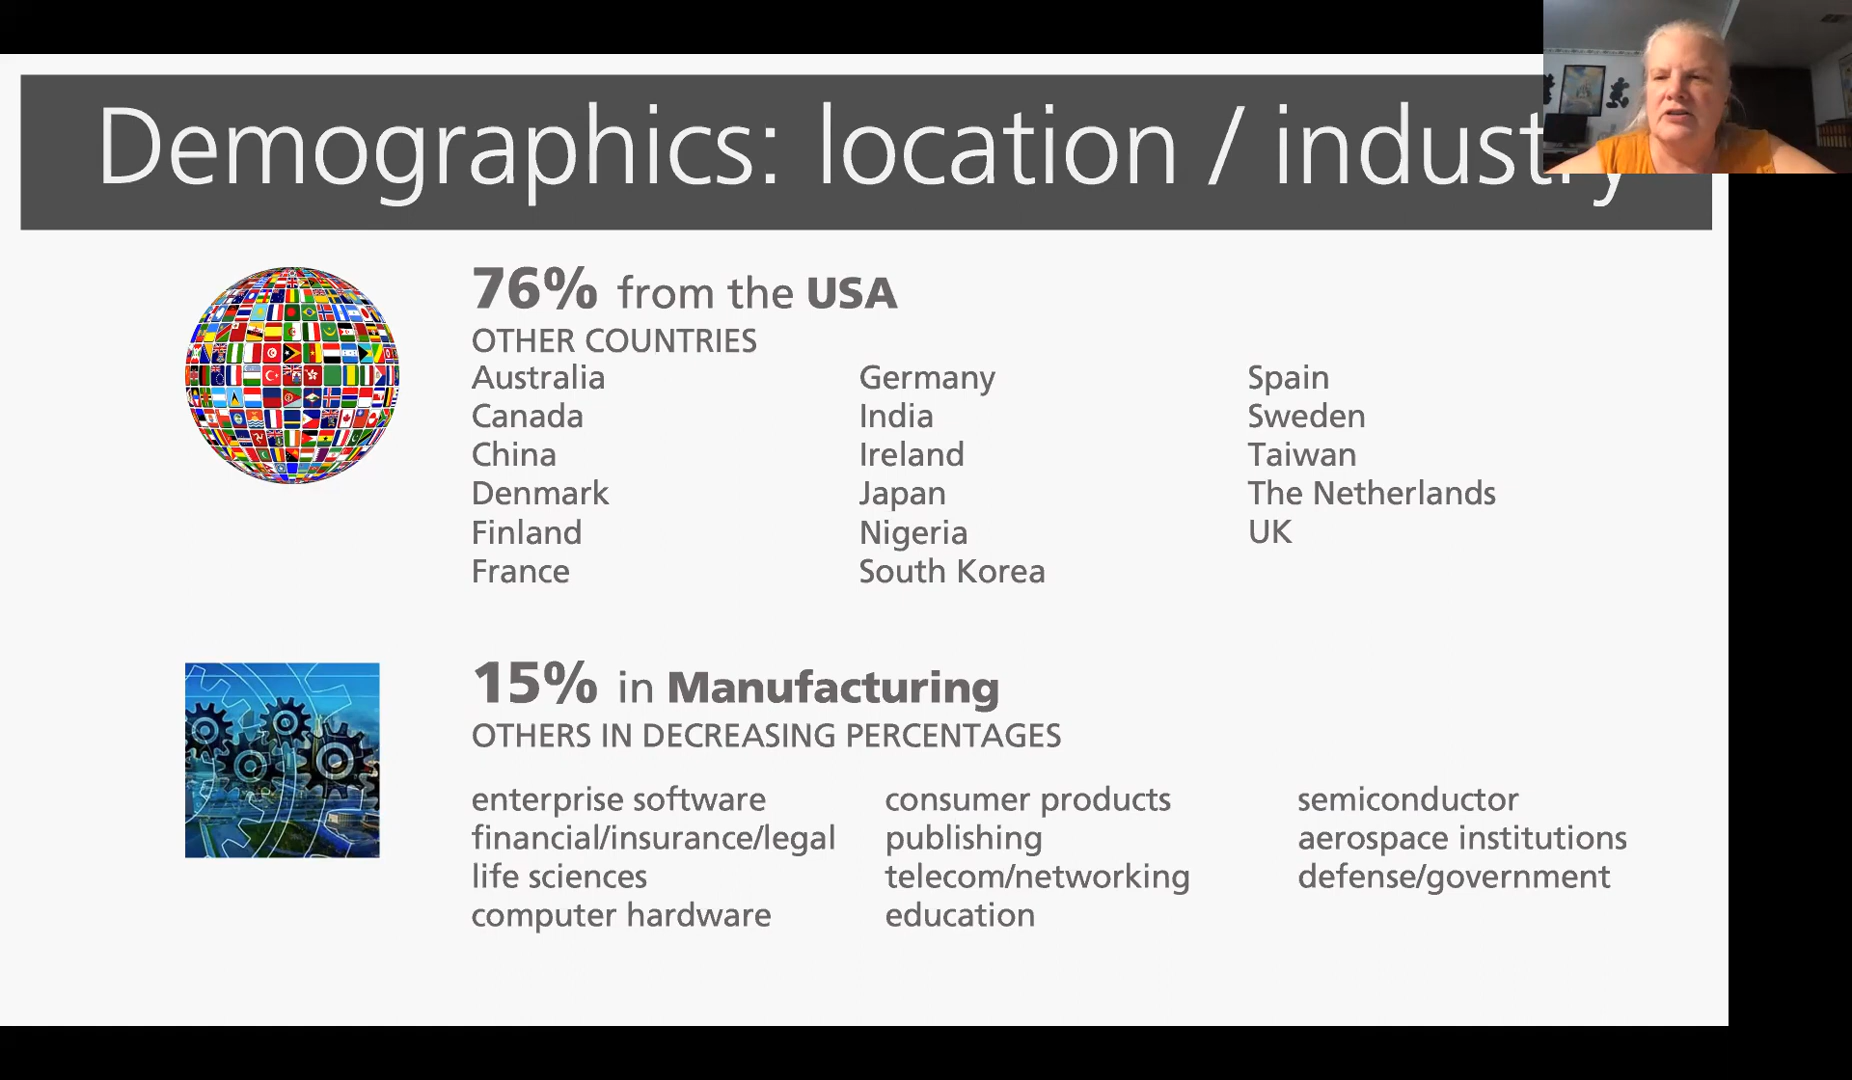 Demographics: location / industry
76% from the USA
OTHER COUNTRIES
Australia
Canada
China
Denmark
Finland
France
Germany
India
Ireland
Japan
Nigeria
South Korea
Spain
Sweden
Taiwan
The Netherlands
UK
15% in Manufacturing
OTHERS IN DECREASING PERCENTAGES
enterprise software
financial/insurance/legal
life sciences
computer hardware
consumer products
publishing
telecom/networking
education
semiconductor
aerospace institutions
defense/government